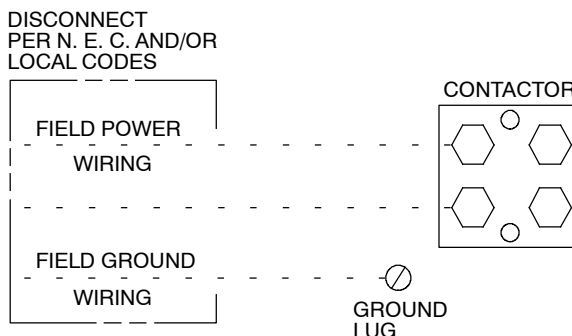 DISCONNECT
PER N. E. C. AND/OR
LOCAL CODES
CONTACTOR
FIELD POWER
WIRING
FIELD GROUND
WIRING
GROUND
LUG